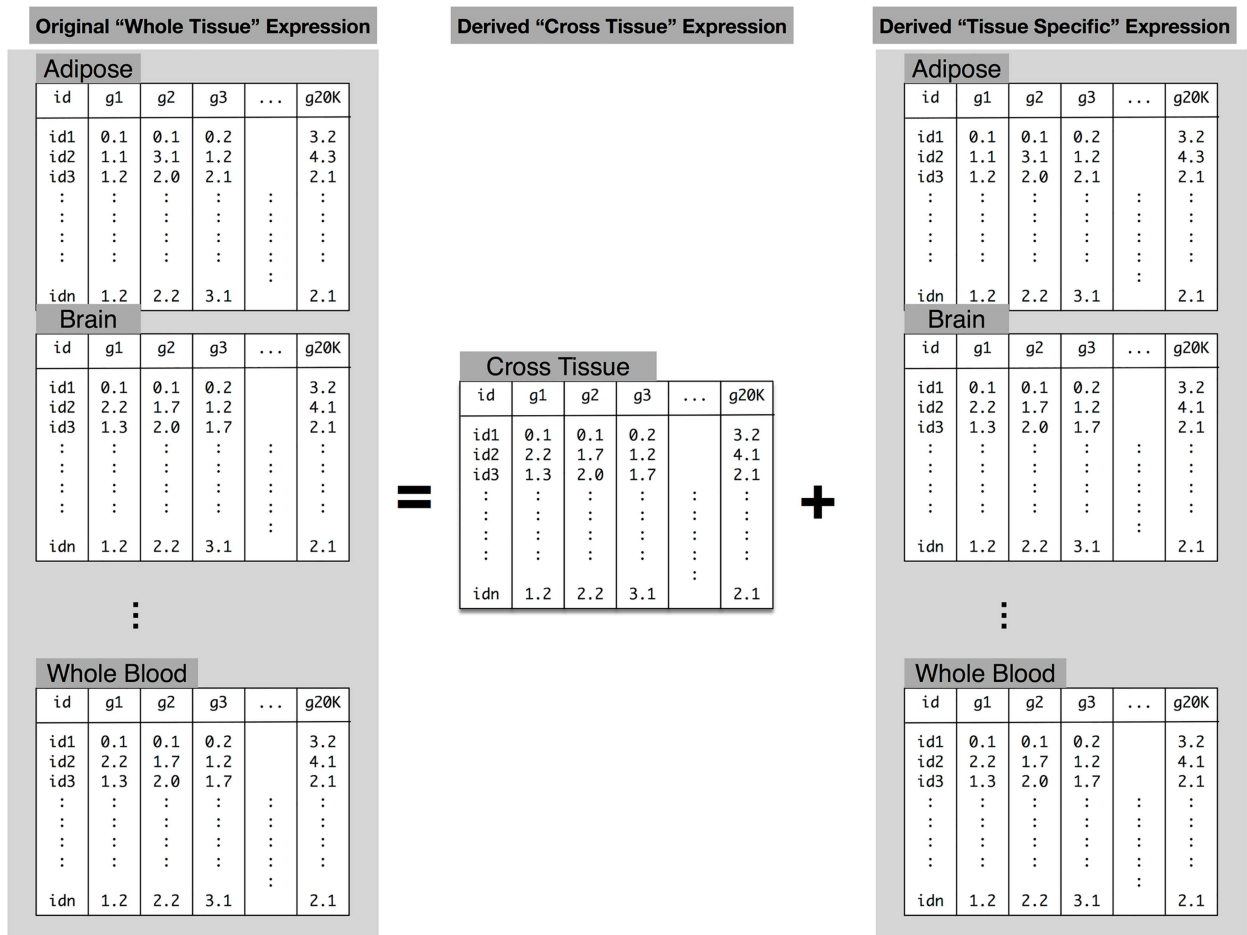 Original “Whole Tissue” Expression
Adipose
id g1 g2 g3 ... g20K
id1 0.1 0.1 0.2 3.2
id2 1.1 3.1 1.2 4.3
id3 1.2 2.0 2.1 2.1
: : : : : :
: : : : : :
: : : : : :
: : : : : :
:
idn 1.2 2.2 3.1 2.1
Brain
id g1 g2 g3 ... g20K
id1 0.1 0.1 0.2 3.2
id2 2.2 1.7 1.2 4.1
id3 1.3 2.0 1.7 2.1
: : : : : :
: : : : : :
: : : : : :
: : : : : :
:
idn 1.2 2.2 3.1 2.1
⋮
Whole Blood
id g1 g2 g3 ... g20K
id1 0.1 0.1 0.2 3.2
id2 2.2 1.7 1.2 4.1
id3 1.3 2.0 1.7 2.1
: : : : : :
: : : : : :
: : : : : :
: : : : : :
:
idn 1.2 2.2 3.1 2.1
=
Derived “Cross Tissue” Expression
Cross Tissue
id g1 g2 g3 ... g20K
id1 0.1 0.1 0.2 3.2
id2 2.2 1.7 1.2 4.1
id3 1.3 2.0 1.7 2.1
: : : : : :
: : : : : :
: : : : : :
: : : : : :
:
idn 1.2 2.2 3.1 2.1
+
Derived “Tissue Specific” Expression
Adipose
id g1 g2 g3 ... g20K
id1 0.1 0.1 0.2 3.2
id2 1.1 3.1 1.2 4.3
id3 1.2 2.0 2.1 2.1
: : : : : :
: : : : : :
: : : : : :
: : : : : :
:
idn 1.2 2.2 3.1 2.1
Brain
id g1 g2 g3 ... g20K
id1 0.1 0.1 0.2 3.2
id2 2.2 1.7 1.2 4.1
id3 1.3 2.0 1.7 2.1
: : : : : :
: : : : : :
: : : : : :
: : : : : :
:
idn 1.2 2.2 3.1 2.1
⋮
Whole Blood
id g1 g2 g3 ... g20K
id1 0.1 0.1 0.2 3.2
id2 2.2 1.7 1.2 4.1
id3 1.3 2.0 1.7 2.1
: : : : : :
: : : : : :
: : : : : :
: : : : : :
:
idn 1.2 2.2 3.1 2.1